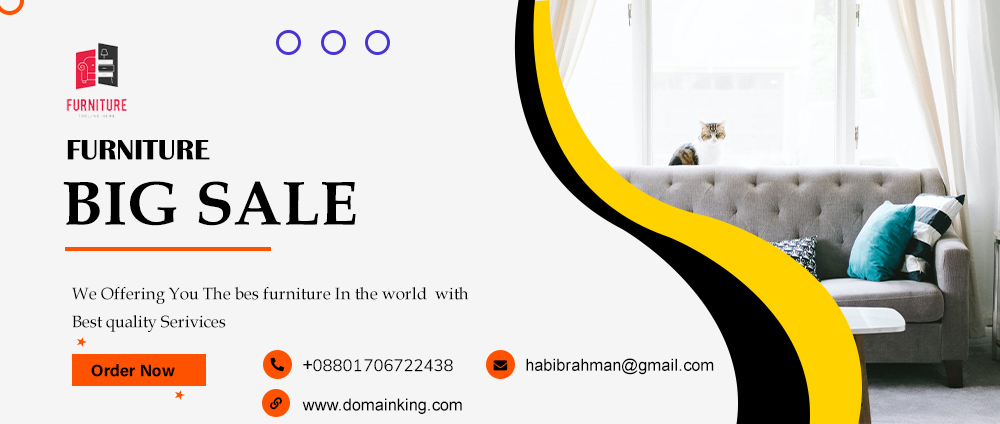 FURNITURE
FURNITURE
BIG SALE
We Offering You The bes furniture In the world with
Best quality Serivices
Order Now
+08801706722438
habibrahman@gmail.com
www.domainking.com